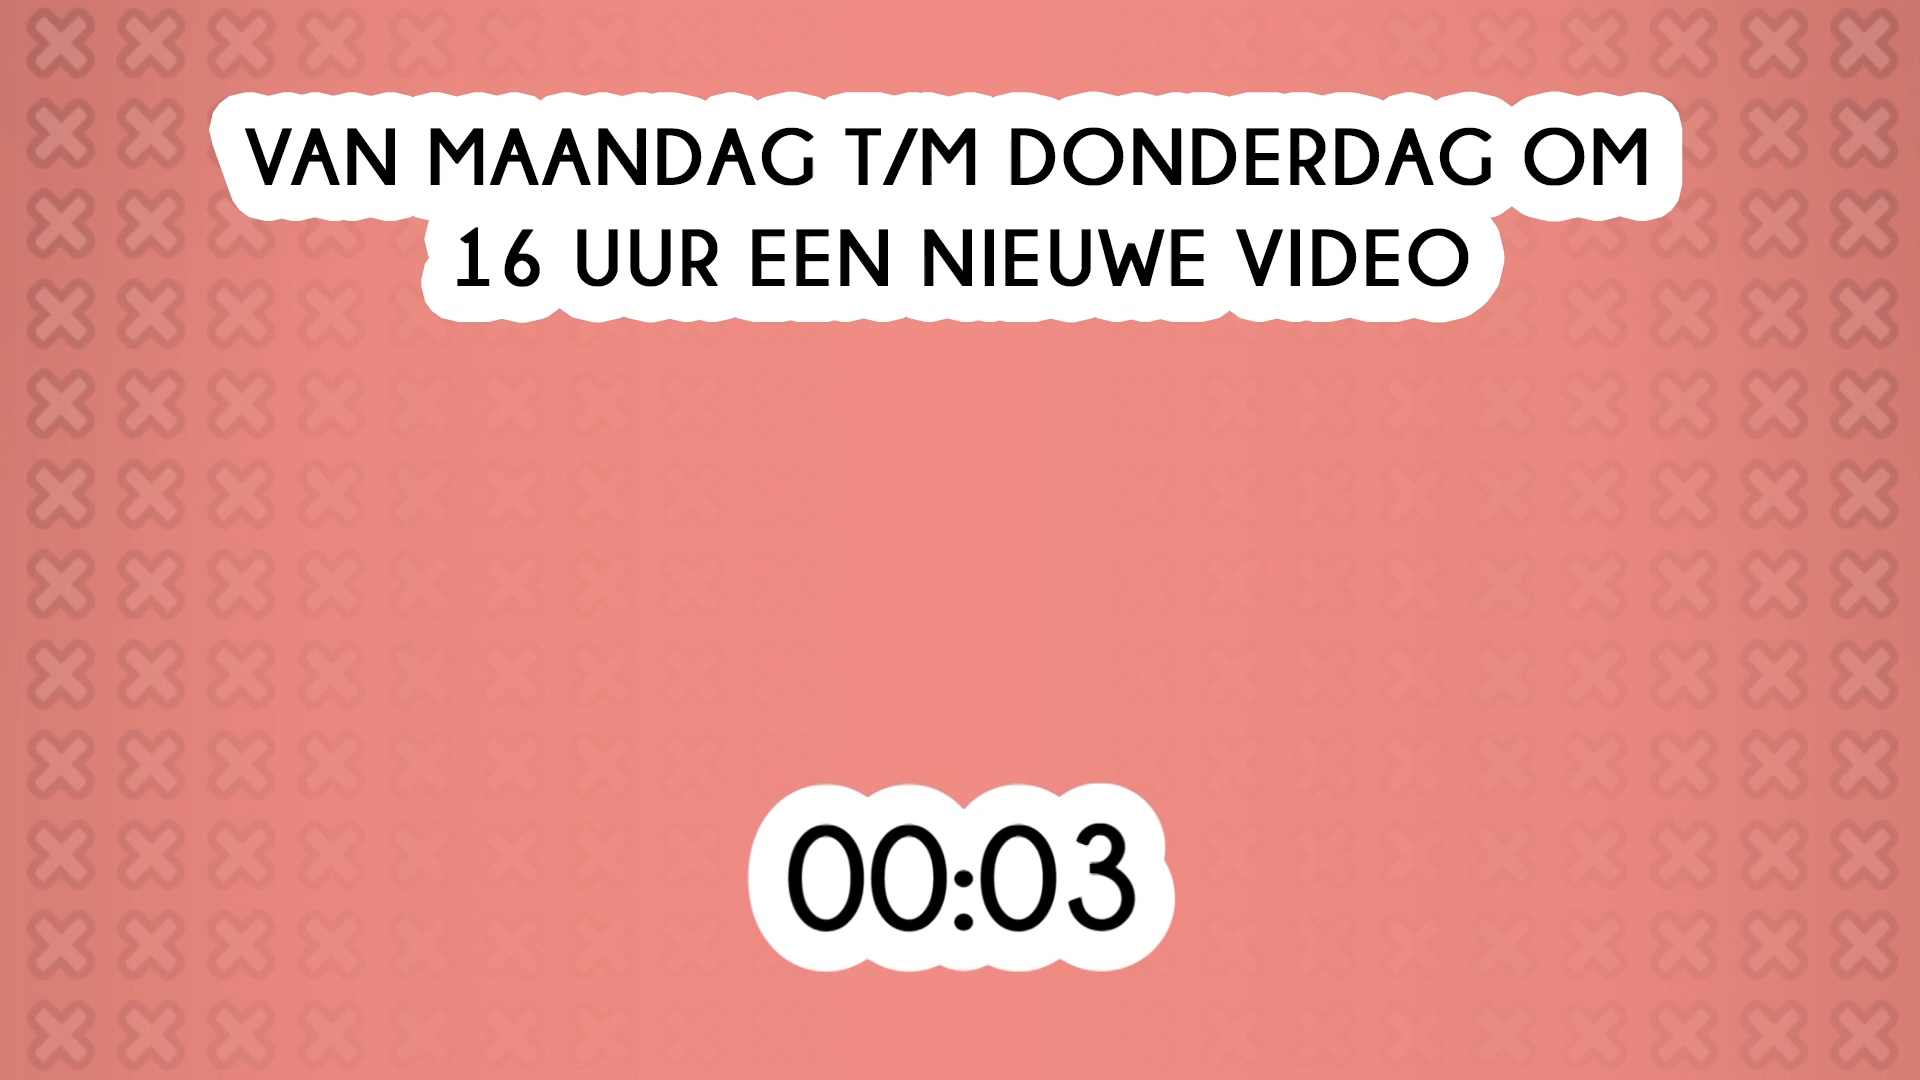 VAN MAANDAG T/M DONDERDAG OM
16 UUR EEN NIEUWE VIDEO
00:03